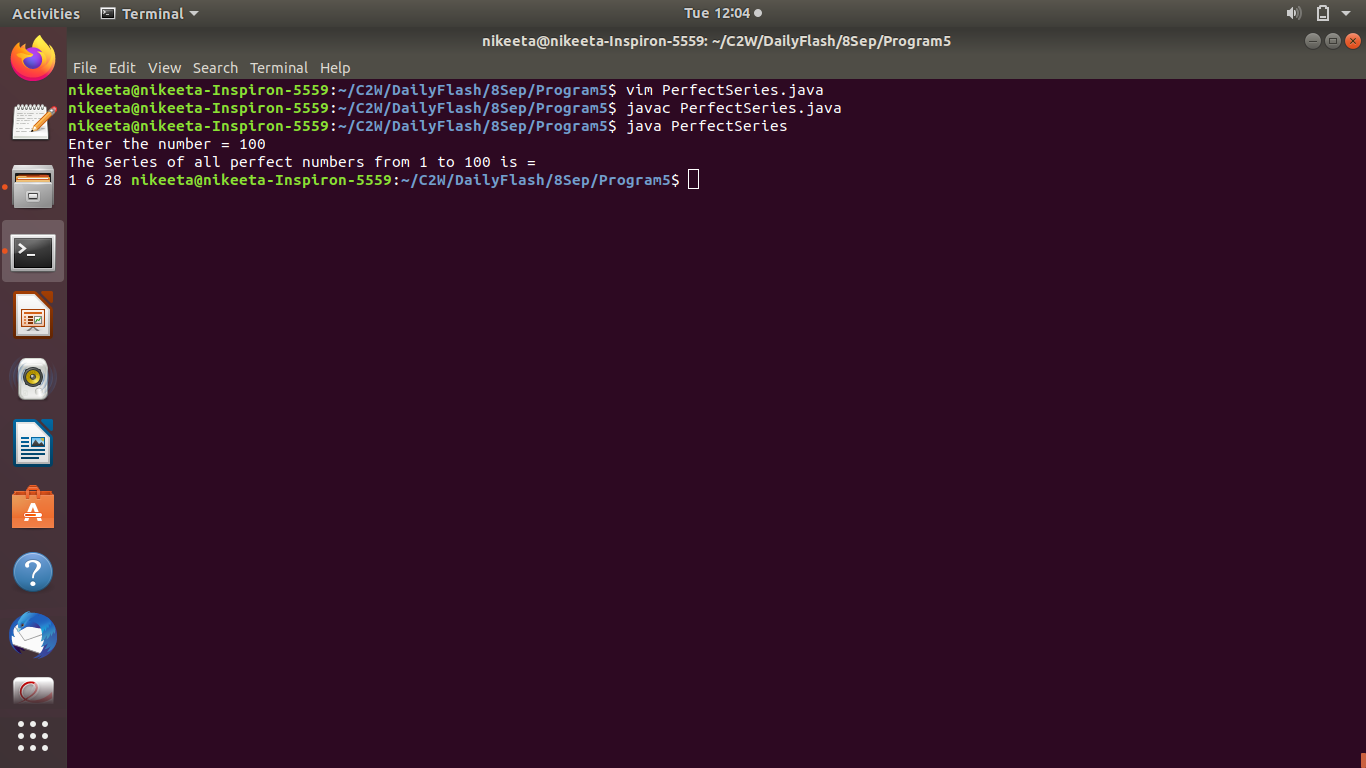 Activities Terminal Tue 12:04
nikeeta@nikeeta-Inspiron-5559: ~/C2W/DailyFlash/8Sep/Program5
File Edit View Search Terminal Help
nikeeta@nikeeta-Inspiron-5559:~/C2W/DailyFlash/8Sep/Program5$ vim PerfectSeries.java
nikeeta@nikeeta-Inspiron-5559:~/C2W/DailyFlash/8Sep/Program5$ javac PerfectSeries.java
nikeeta@nikeeta-Inspiron-5559:~/C2W/DailyFlash/8Sep/Program5$ java PerfectSeries
Enter the number = 100
The Series of all perfect numbers from 1 to 100 is =
1 6 28 nikeeta@nikeeta-Inspiron-5559:~/C2W/DailyFlash/8Sep/Program5$